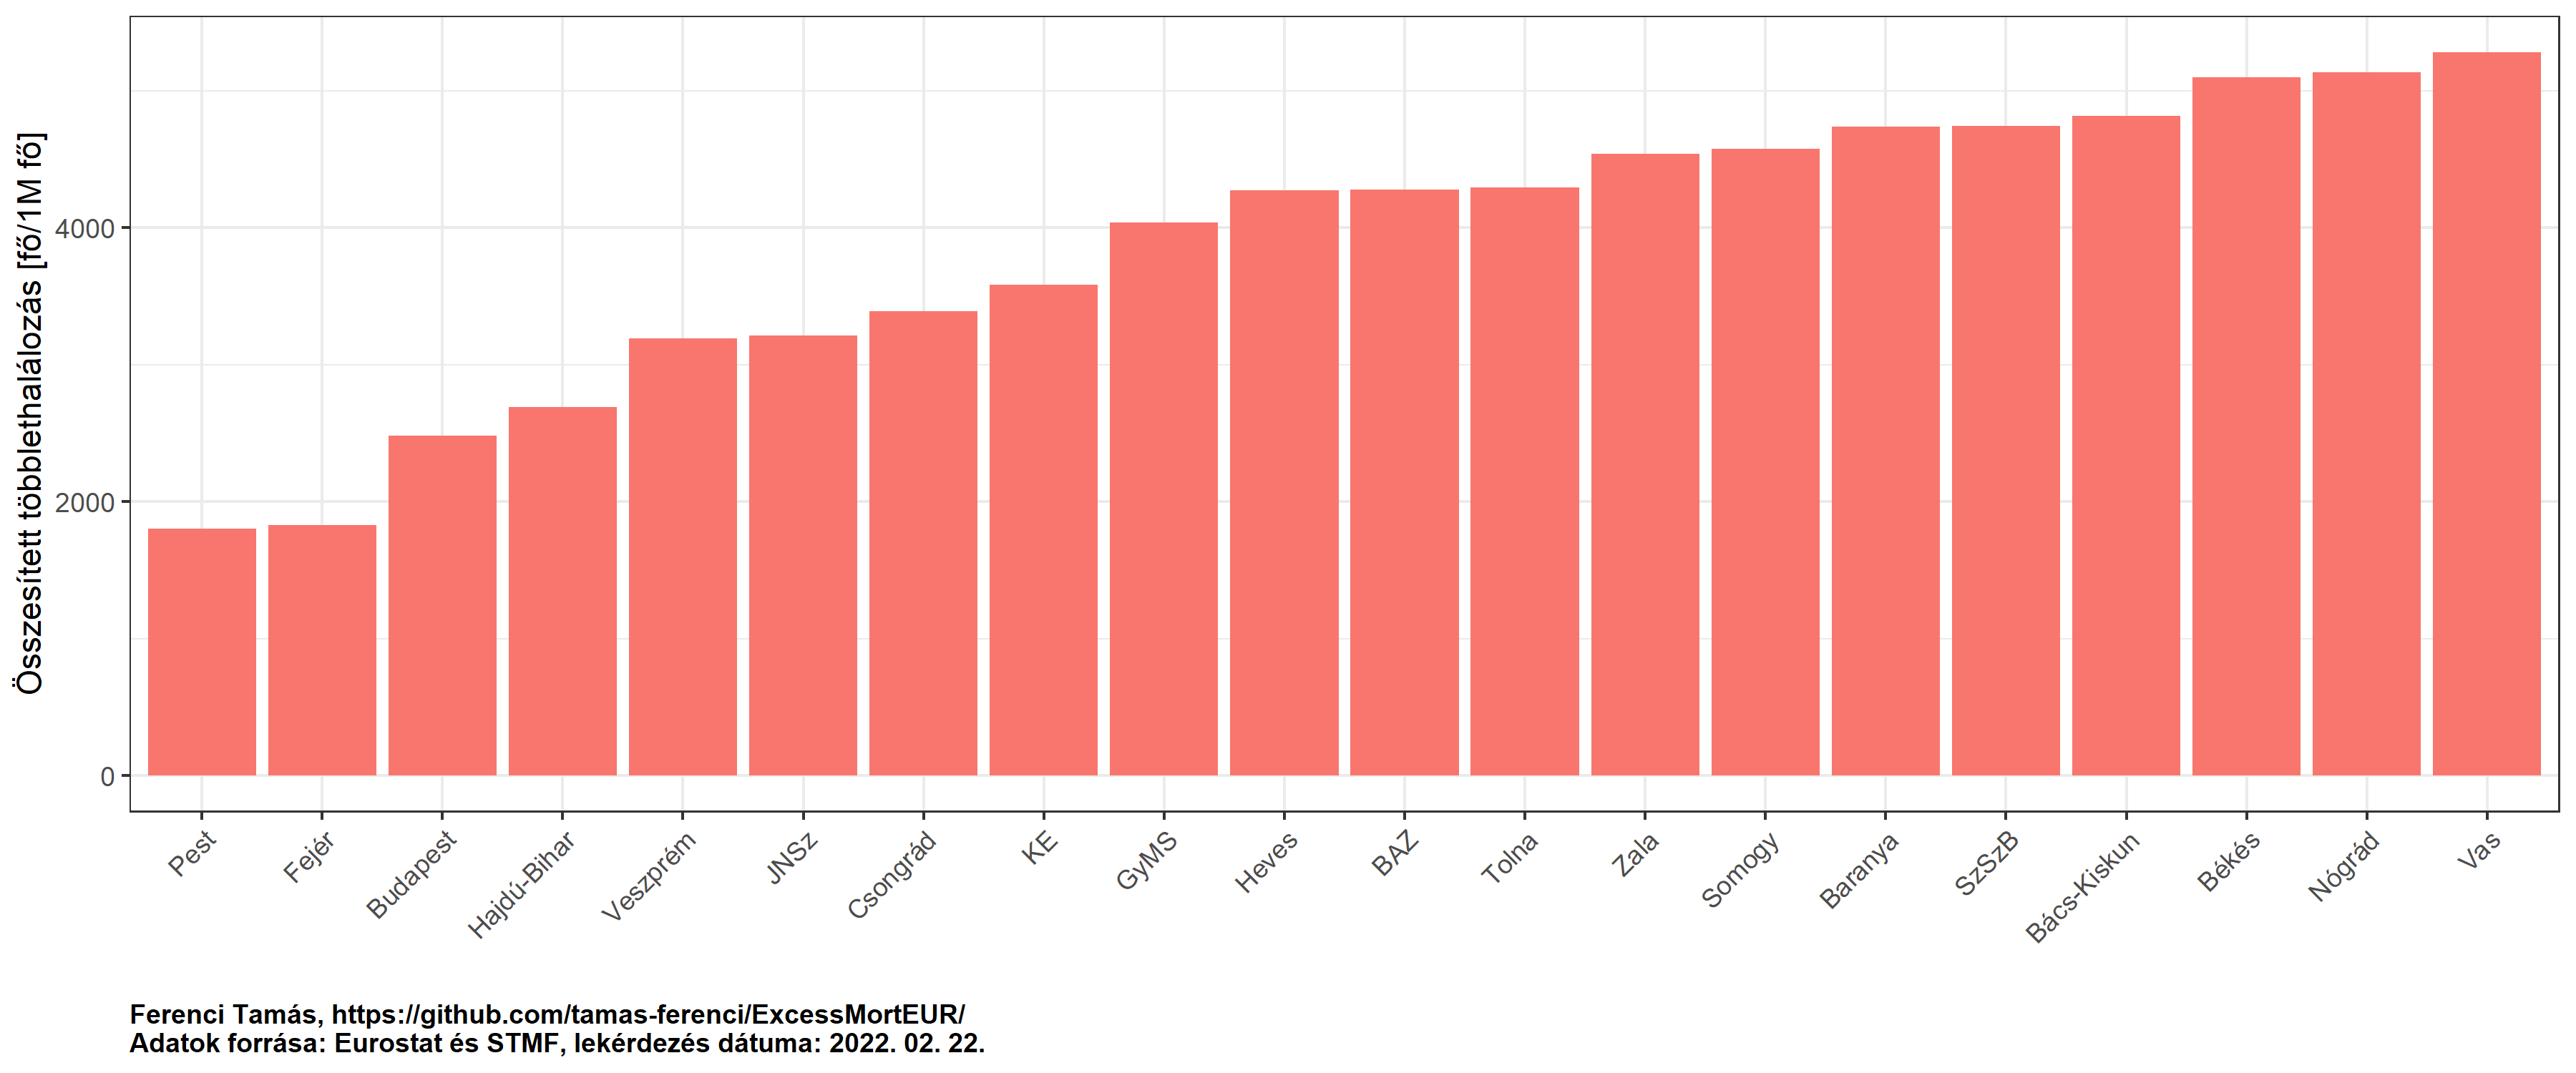 Összesített többlethalálozás [fő/1M fő]
4000
2000
0
Pest
Fejér
Budapest
Hajdú-Bihar
Veszprém
JNSz
Csongrád
KE
GyMS
Heves
BAZ
Tolna
Zala
Somogy
Baranya
SzSzB
Bács-Kiskun
Békés
Nógrád
Vas
Ferenci Tamás, https://github.com/tamas-ferenci/ExcessMortEUR/
Adatok forrása: Eurostat és STMF, lekérdezés dátuma: 2022. 02. 22.